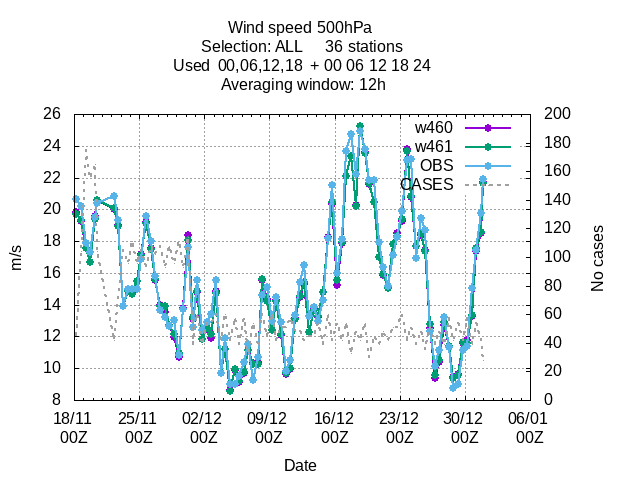 Wind speed 500hPa
Selection: ALL 36 stations
Used 00,06,12,18 + 00 06 12 18 24
Averaging window: 12h
26 200
24 180
22 160
20 140
18 120
16 100
14 80
12 60
10 40
8 20
0
w460
w461
OBS
CASES
m/s
No cases
18/11 25/11 02/12 09/12 16/12 23/12 30/12 06/01
00Z 00Z 00Z 00Z 00Z 00Z 00Z 00Z
Date